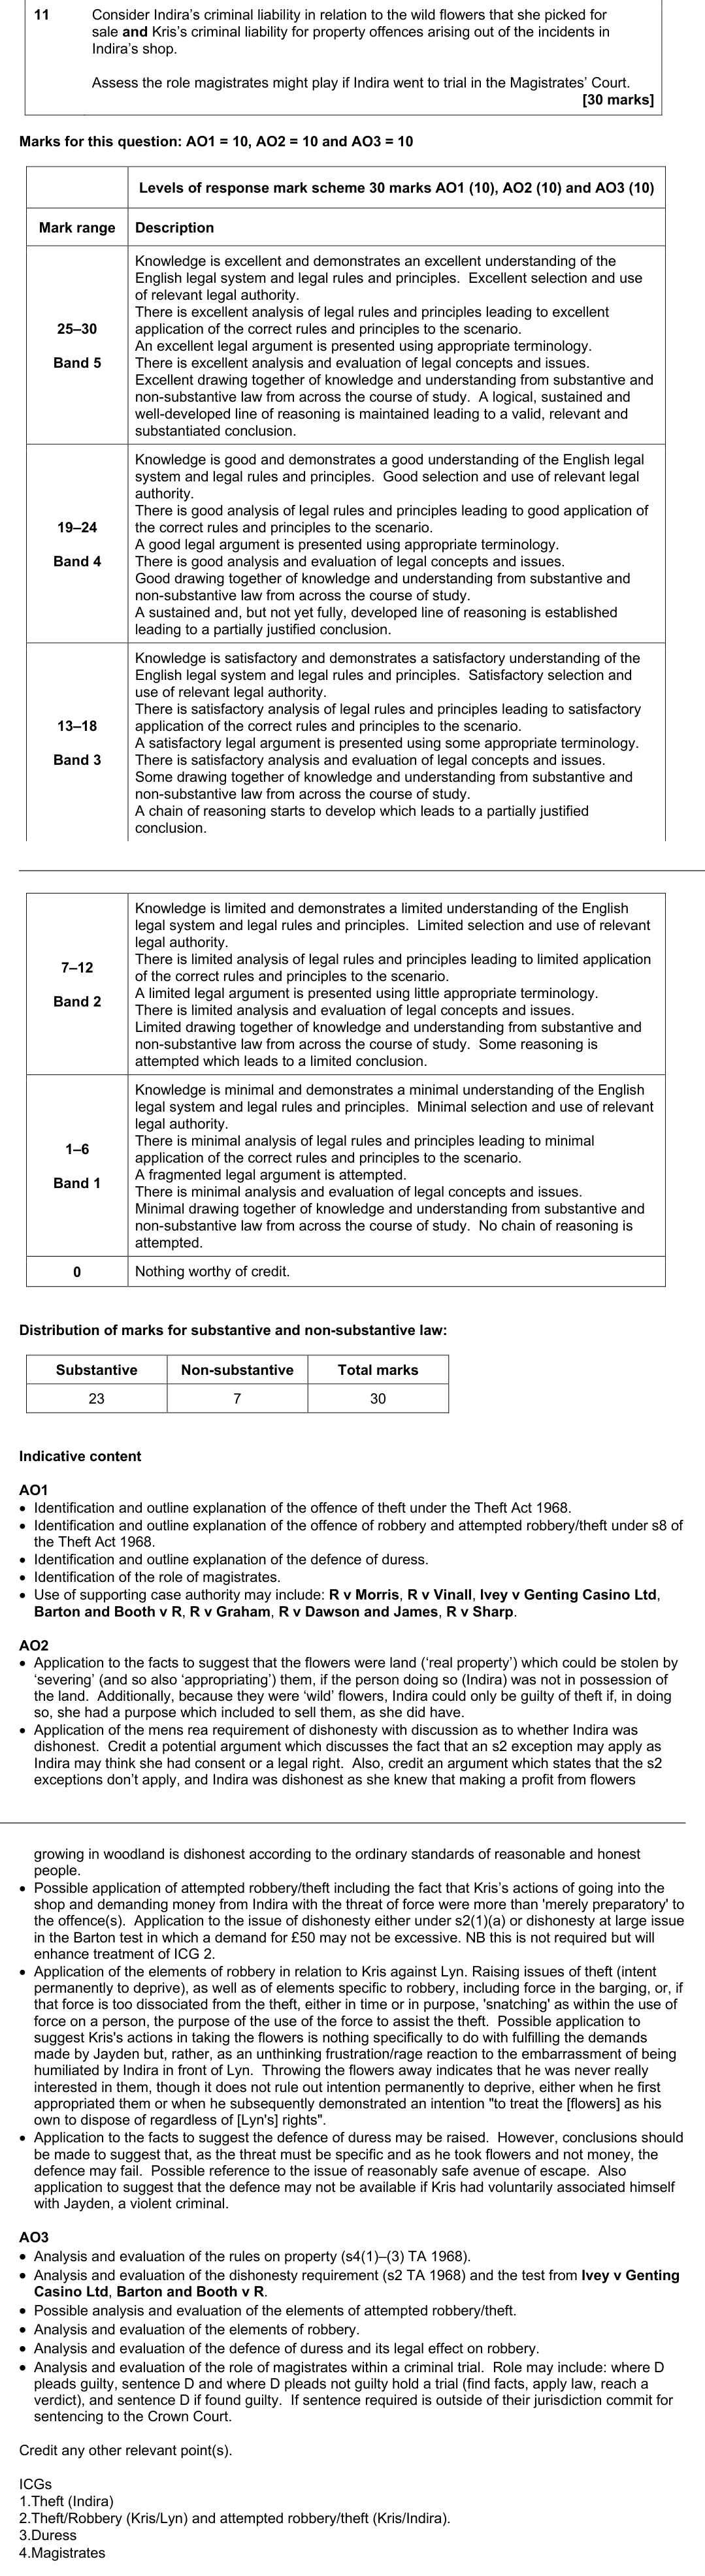 11 Consider Indira's criminal liability in relation to the wild flowers that she picked for
sale and Kris's criminal liability for property offences arising out of the incidents in
Indira's shop.
Assess the role magistrates might play if Indira went to trial in the Magistrates' Court.
[30 marks]
Marks for this question: AO1 = 10, AO2 = 10 and AO3 = 10
Levels of response mark scheme 30 marks AO1 (10), AO2 (10) and AO3 (10)
Mark range Description
25–30
Band 5
Knowledge is excellent and demonstrates an excellent understanding of the
English legal system and legal rules and principles. Excellent selection and use
of relevant legal authority.
There is excellent analysis of legal rules and principles leading to excellent
application of the correct rules and principles to the scenario.
An excellent legal argument is presented using appropriate terminology.
There is excellent analysis and evaluation of legal concepts and issues.
Excellent drawing together of knowledge and understanding from substantive and
non-substantive law from across the course of study. A logical, sustained and
well-developed line of reasoning is maintained leading to a valid, relevant and
substantiated conclusion.
19–24
Band 4
Knowledge is good and demonstrates a good understanding of the English legal
system and legal rules and principles. Good selection and use of relevant legal
authority.
There is good analysis of legal rules and principles leading to good application of
the correct rules and principles to the scenario.
A good legal argument is presented using appropriate terminology.
There is good analysis and evaluation of legal concepts and issues.
Good drawing together of knowledge and understanding from substantive and
non-substantive law from across the course of study.
A sustained and, but not yet fully, developed line of reasoning is established
leading to a partially justified conclusion.
13–18
Band 3
Knowledge is satisfactory and demonstrates a satisfactory understanding of the
English legal system and legal rules and principles. Satisfactory selection and
use of relevant legal authority.
There is satisfactory analysis of legal rules and principles leading to satisfactory
application of the correct rules and principles to the scenario.
A satisfactory legal argument is presented using some appropriate terminology.
There is satisfactory analysis and evaluation of legal concepts and issues.
Some drawing together of knowledge and understanding from substantive and
non-substantive law from across the course of study.
A chain of reasoning starts to develop which leads to a partially justified
conclusion.
7–12
Band 2
Knowledge is limited and demonstrates a limited understanding of the English
legal system and legal rules and principles. Limited selection and use of relevant
legal authority.
There is limited analysis of legal rules and principles leading to limited application
of the correct rules and principles to the scenario.
A limited legal argument is presented using little appropriate terminology.
There is limited analysis and evaluation of legal concepts and issues.
Limited drawing together of knowledge and understanding from substantive and
non-substantive law from across the course of study. Some reasoning is
attempted which leads to a limited conclusion.
1–6
Band 1
Knowledge is minimal and demonstrates a minimal understanding of the English
legal system and legal rules and principles. Minimal selection and use of relevant
legal authority.
There is minimal analysis of legal rules and principles leading to minimal
application of the correct rules and principles to the scenario.
A fragmented legal argument is attempted.
There is minimal analysis and evaluation of legal concepts and issues.
Minimal drawing together of knowledge and understanding from substantive and
non-substantive law from across the course of study. No chain of reasoning is
attempted.
0 Nothing worthy of credit.
Distribution of marks for substantive and non-substantive law:
Substantive Non-substantive Total marks
23 7 30
Indicative content
AO1
• Identification and outline explanation of the offence of theft under the Theft Act 1968.
• Identification and outline explanation of the offence of robbery and attempted robbery/theft under s8 of
the Theft Act 1968.
• Identification and outline explanation of the defence of duress.
• Identification of the role of magistrates.
• Use of supporting case authority may include: R v Morris, R v Vinall, Ivey v Genting Casino Ltd,
Barton and Booth v R, R v Graham, R v Dawson and James, R v Sharp.
AO2
• Application to the facts to suggest that the flowers were land ('real property') which could be stolen by
'severing' (and so also 'appropriating') them, if the person doing so (Indira) was not in possession of
the land. Additionally, because they were 'wild' flowers, Indira could only be guilty of theft if, in doing
so, she had a purpose which included to sell them, as she did have.
• Application of the mens rea requirement of dishonesty with discussion as to whether Indira was
dishonest. Credit a potential argument which discusses the fact that an s2 exception may apply as
Indira may think she had consent or a legal right. Also, credit an argument which states that the s2
exceptions don't apply, and Indira was dishonest as she knew that making a profit from flowers
growing in woodland is dishonest according to the ordinary standards of reasonable and honest
people.
• Possible application of attempted robbery/theft including the fact that Kris's actions of going into the
shop and demanding money from Indira with the threat of force were more than 'merely preparatory' to
the offence(s). Application to the issue of dishonesty either under s2(1)(a) or dishonesty at large issue
in the Barton test in which a demand for £50 may not be excessive. NB this is not required but will
enhance treatment of ICG 2.
• Application of the elements of robbery in relation to Kris against Lyn. Raising issues of theft (intent
permanently to deprive), as well as of elements specific to robbery, including force in the barging, or, if
that force is too dissociated from the theft, either in time or in purpose, 'snatching' as within the use of
force on a person, the purpose of the use of the force to assist the theft. Possible application to
suggest Kris's actions in taking the flowers is nothing specifically to do with fulfilling the demands
made by Jayden but, rather, as an unthinking frustration/rage reaction to the embarrassment of being
humiliated by Indira in front of Lyn. Throwing the flowers away indicates that he was never really
interested in them, though it does not rule out intention permanently to deprive, either when he first
appropriated them or when he subsequently demonstrated an intention "to treat the [flowers] as his
own to dispose of regardless of [Lyn's] rights".
• Application to the facts to suggest the defence of duress may be raised. However, conclusions should
be made to suggest that, as the threat must be specific and as he took flowers and not money, the
defence may fail. Possible reference to the issue of reasonably safe avenue of escape. Also
application to suggest that the defence may not be available if Kris had voluntarily associated himself
with Jayden, a violent criminal.
AO3
• Analysis and evaluation of the rules on property (s4(1)–(3) TA 1968).
• Analysis and evaluation of the dishonesty requirement (s2 TA 1968) and the test from Ivey v Genting
Casino Ltd, Barton and Booth v R.
• Possible analysis and evaluation of the elements of attempted robbery/theft.
• Analysis and evaluation of the elements of robbery.
• Analysis and evaluation of the defence of duress and its legal effect on robbery.
• Analysis and evaluation of the role of magistrates within a criminal trial. Role may include: where D
pleads guilty, sentence D and where D pleads not guilty hold a trial (find facts, apply law, reach a
verdict), and sentence D if found guilty. If sentence required is outside of their jurisdiction commit for
sentencing to the Crown Court.
Credit any other relevant point(s).
ICGs
1.Theft (Indira)
2.Theft/Robbery (Kris/Lyn) and attempted robbery/theft (Kris/Indira).
3.Duress
4.Magistrates